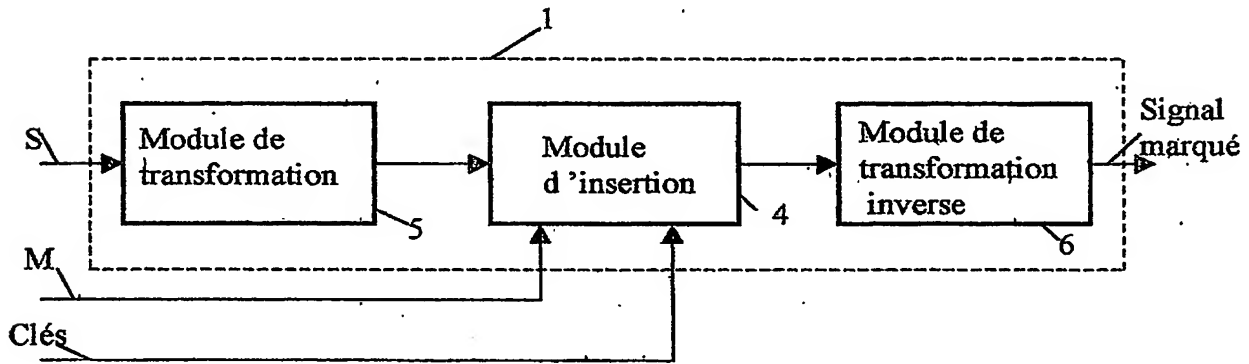 1
S
Module de
transformation
5
Module
d ’insertion
4
Module de
transformation
inverse
6
Signal
marqué
M
Clés